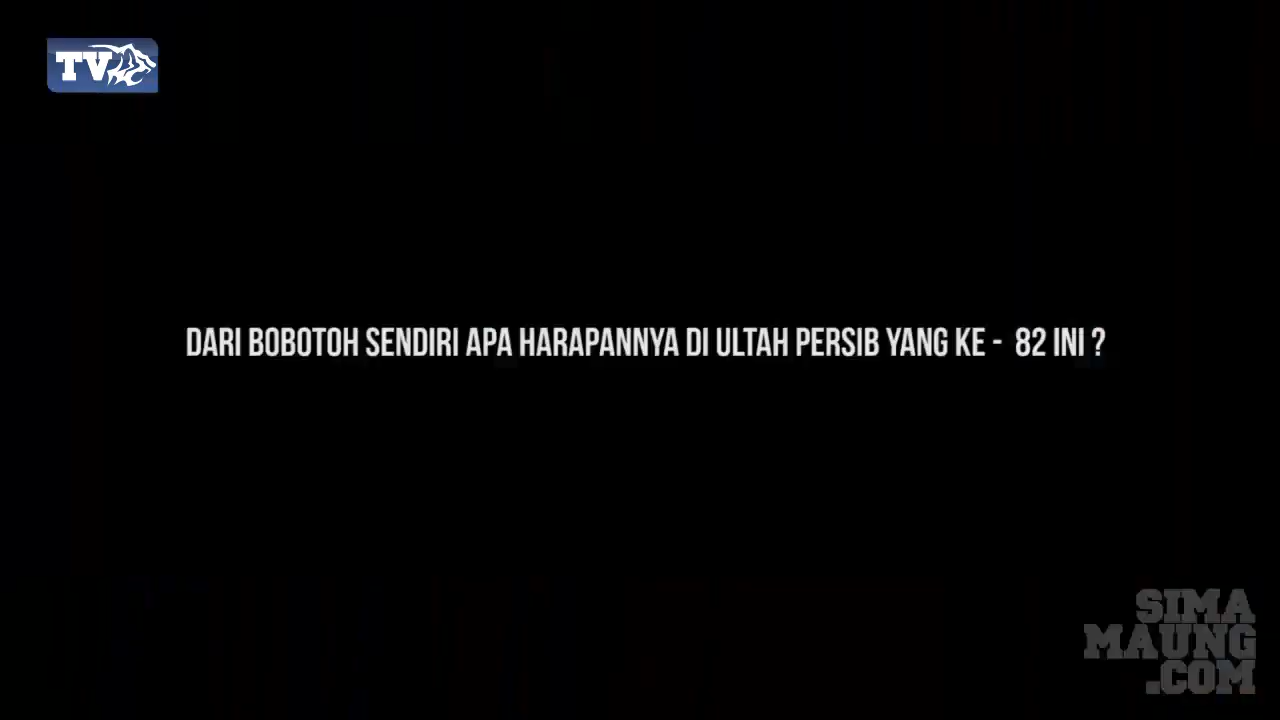 TV
DARI BOBOTOH SENDIRI APA HARAPANNYA DI ULTAH PERSIB YANG KE - 82 INI ?
SIMA
MAUNG
.COM